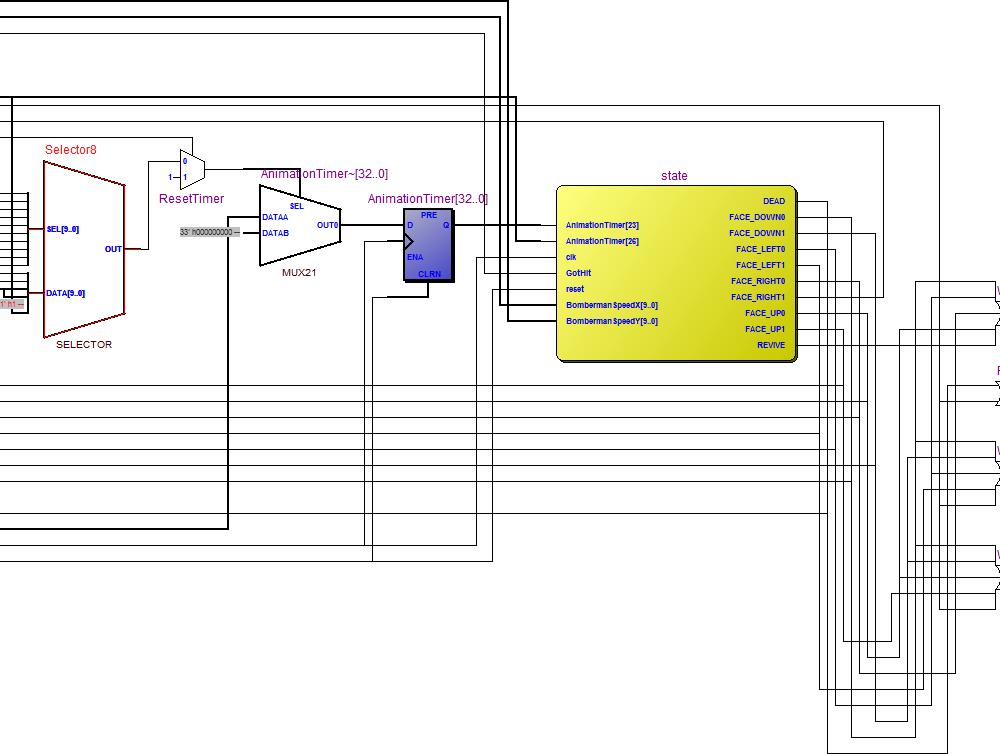 Selector8
SEL[9..0]
OUT
DATA[9..0]
1' h1 --
SELECTOR
0
1
1
ResetTimer
AnimationTimer~[32..0]
SEL
DATAA
OUT0
DATAB
33' h000000000 --
MUX21
AnimationTimer[32..0]
PRE
D
Q
ENA
CLRN
state
AnimationTimer[23]
AnimationTimer[26]
clk
GotHit
reset
BombermanSpeedX[9..0]
BombermanSpeedY[9..0]
DEAD
FACE_DOWN0
FACE_DOWN1
FACE_LEFT0
FACE_LEFT1
FACE_RIGHT0
FACE_RIGHT1
FACE_UP0
FACE_UP1
REVIVE